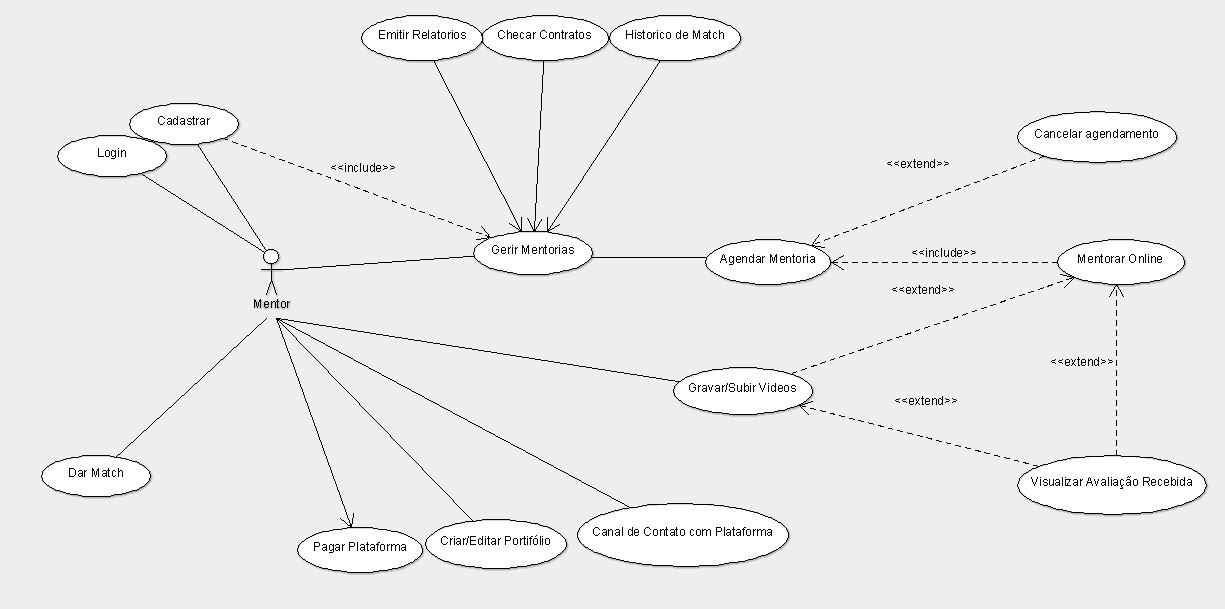 Emitir Relatorios
Checar Contratos
Historico de Match
Cadastrar
Login
Cancelar agendamento
<<include>>
<<extend>>
Gerir Mentorias
Agendar Mentoria
<<include>>
Mentorar Online
<<extend>>
Mentor
<<extend>>
Gravar/Subir Videos
<<extend>>
Dar Match
Visualizar Avaliação Recebida
Pagar Plataforma
Criar/Editar Portifólio
Canal de Contato com Plataforma